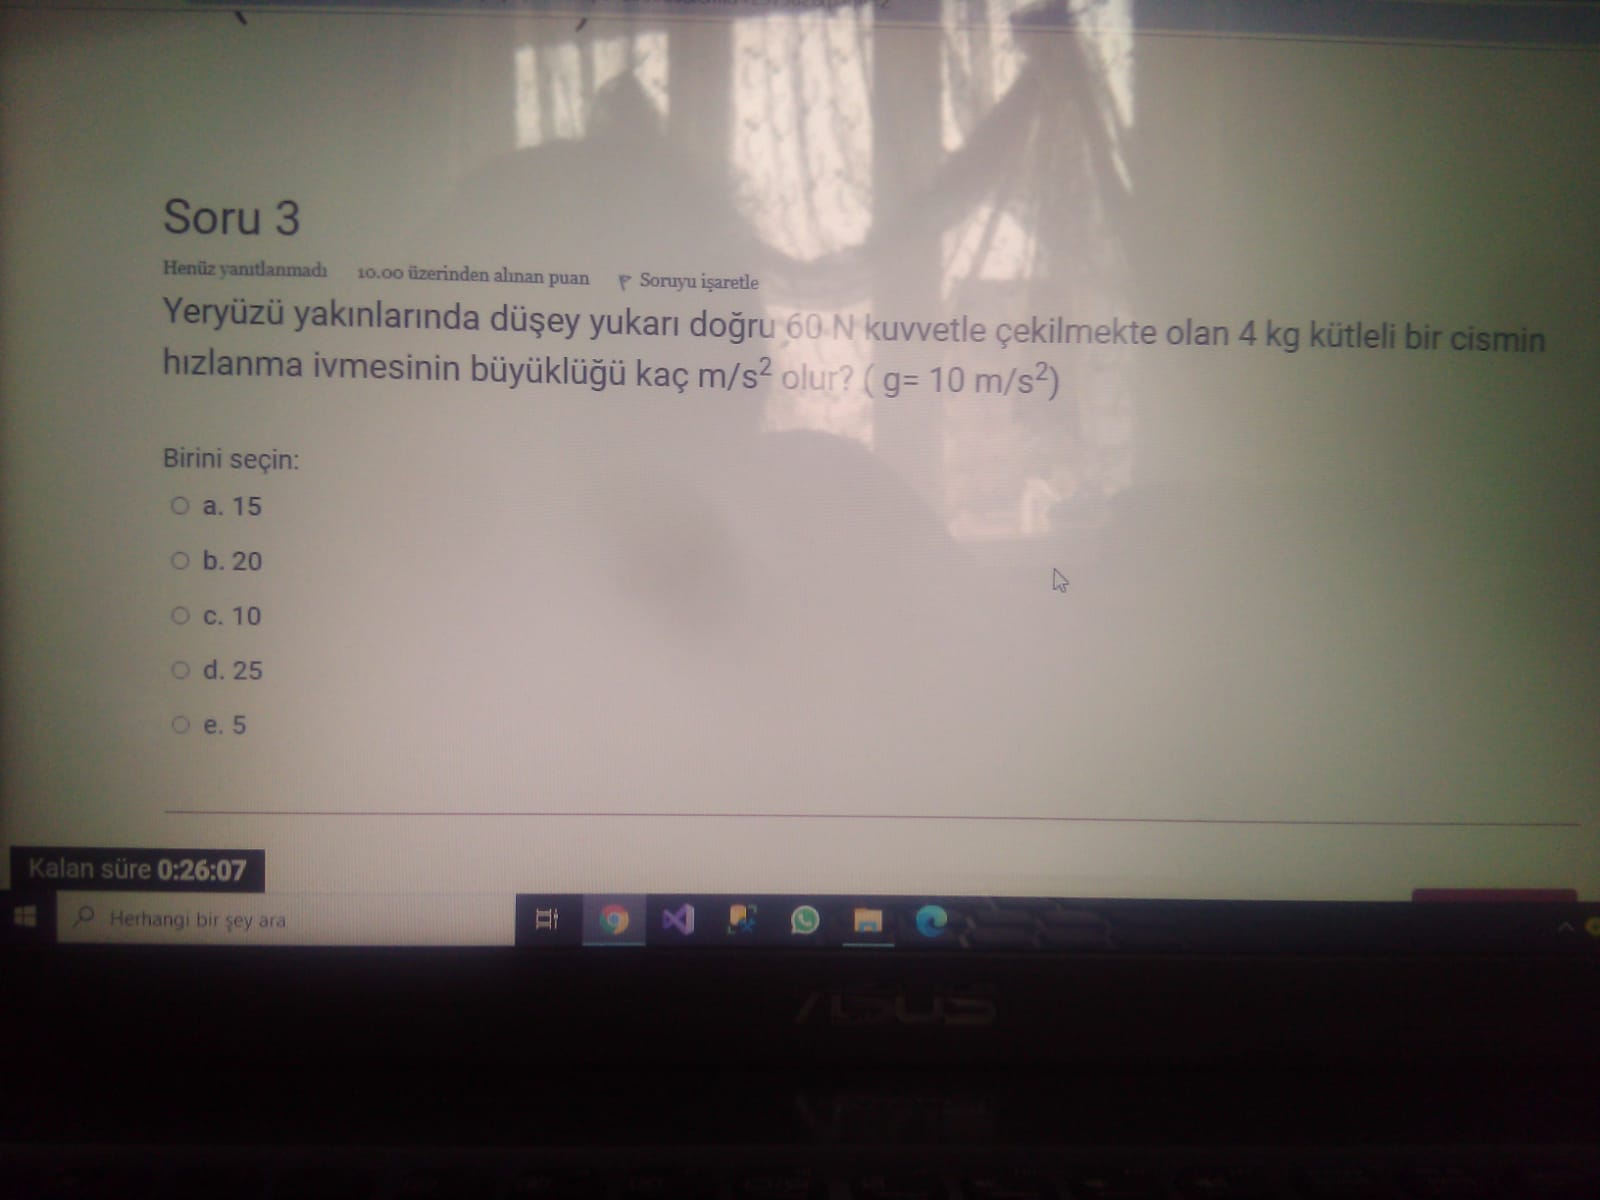 Soru 3
Henüz yanıtlanmadı 10.00 üzerinden alınan puan Soruyu işaretle
Yeryüzü yakınlarında düşey yukarı doğru 60 N kuvvetle çekilmekte olan 4 kg kütleli bir cismin
hızlanma ivmesinin büyüklüğü kaç m/s² olur? ( g= 10 m/s²)
Birini seçin:
a. 15
b. 20
c. 10
d. 25
e. 5
Kalan süre 0:26:07
Herhangi bir şey ara
ASUS